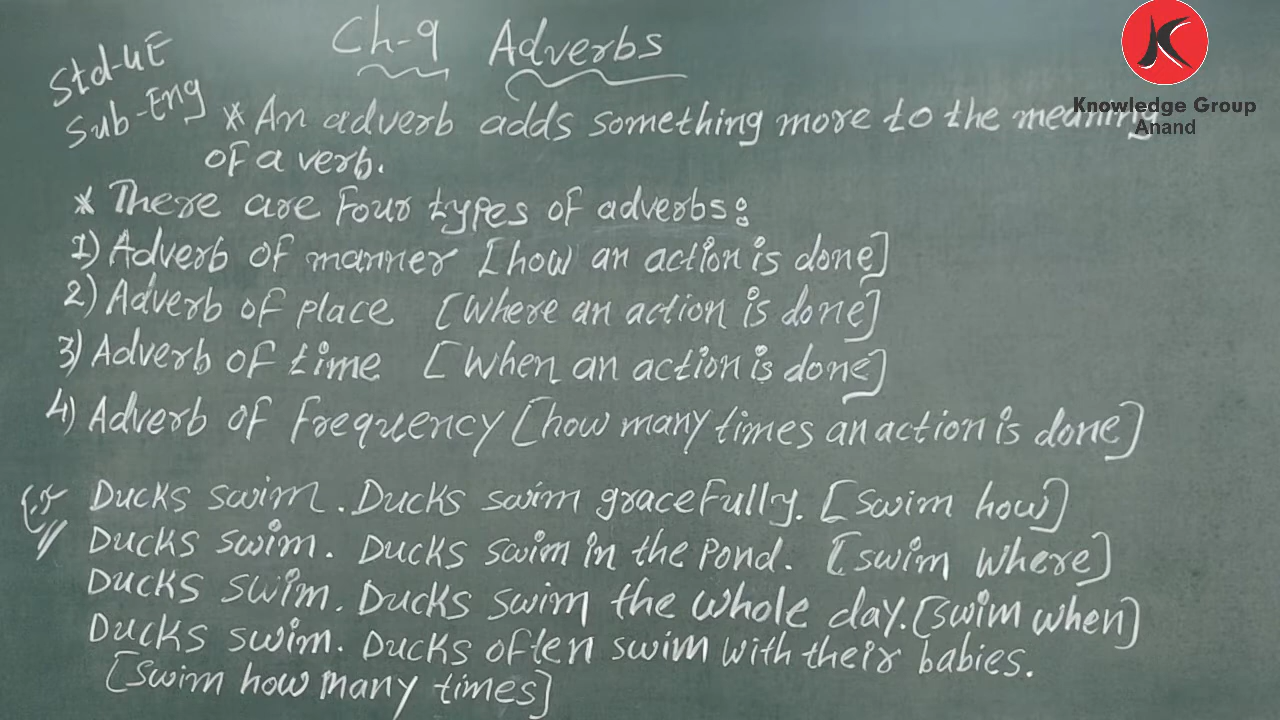 Ch-9 Adverbs
Std-4E
Sub-Eng
* An adverb adds something more to the meaning
of a verb.
* There are Four types of adverbs:
1) Adverb of manner [how an action is done]
2) Adverb of place [Where an action is done]
3) Adverb of time [When an action is done]
4) Adverb of Frequency [how many times an action is done]
Ducks swim. Ducks swim gracefully. [swim how]
Ducks swim. Ducks swim in the Pond. [swim where]
Ducks swim. Ducks swim the whole day. [swim when]
Ducks swim. Ducks often swim with their babies.
[Swim how many times]
K
Knowledge Group
Anand